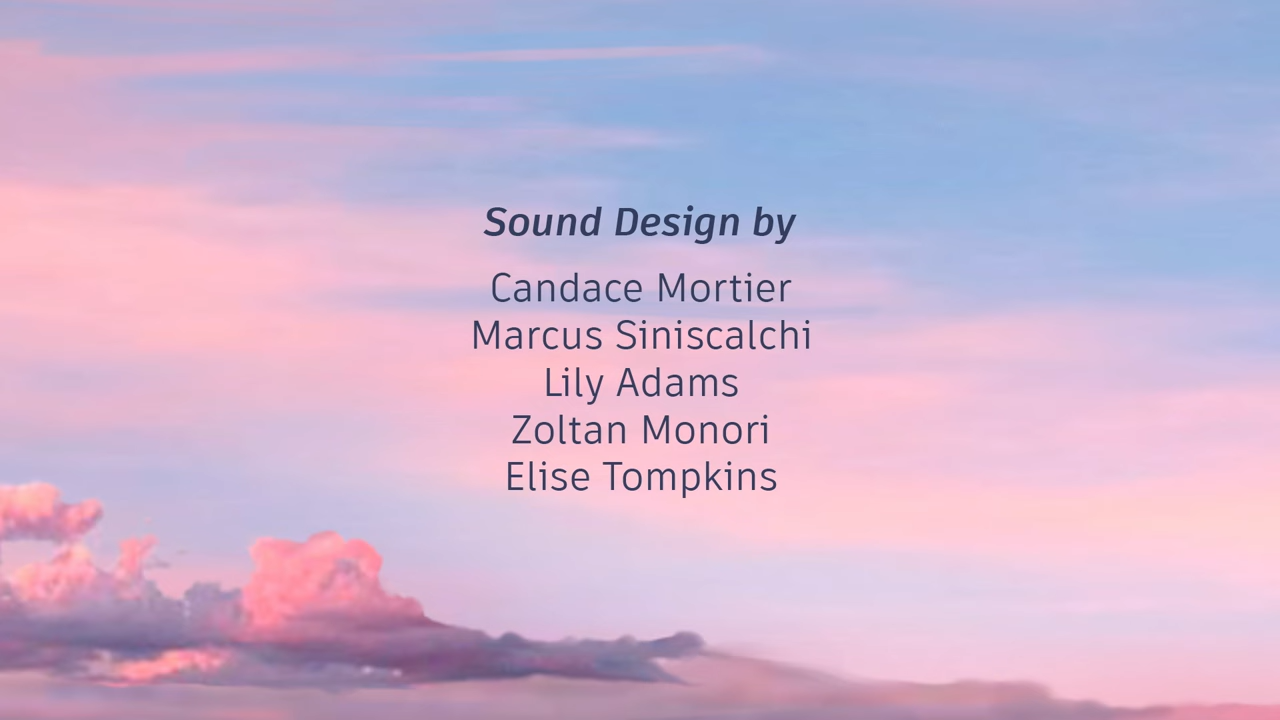 Sound Design by
Candace Mortier
Marcus Siniscalchi
Lily Adams
Zoltan Monori
Elise Tompkins